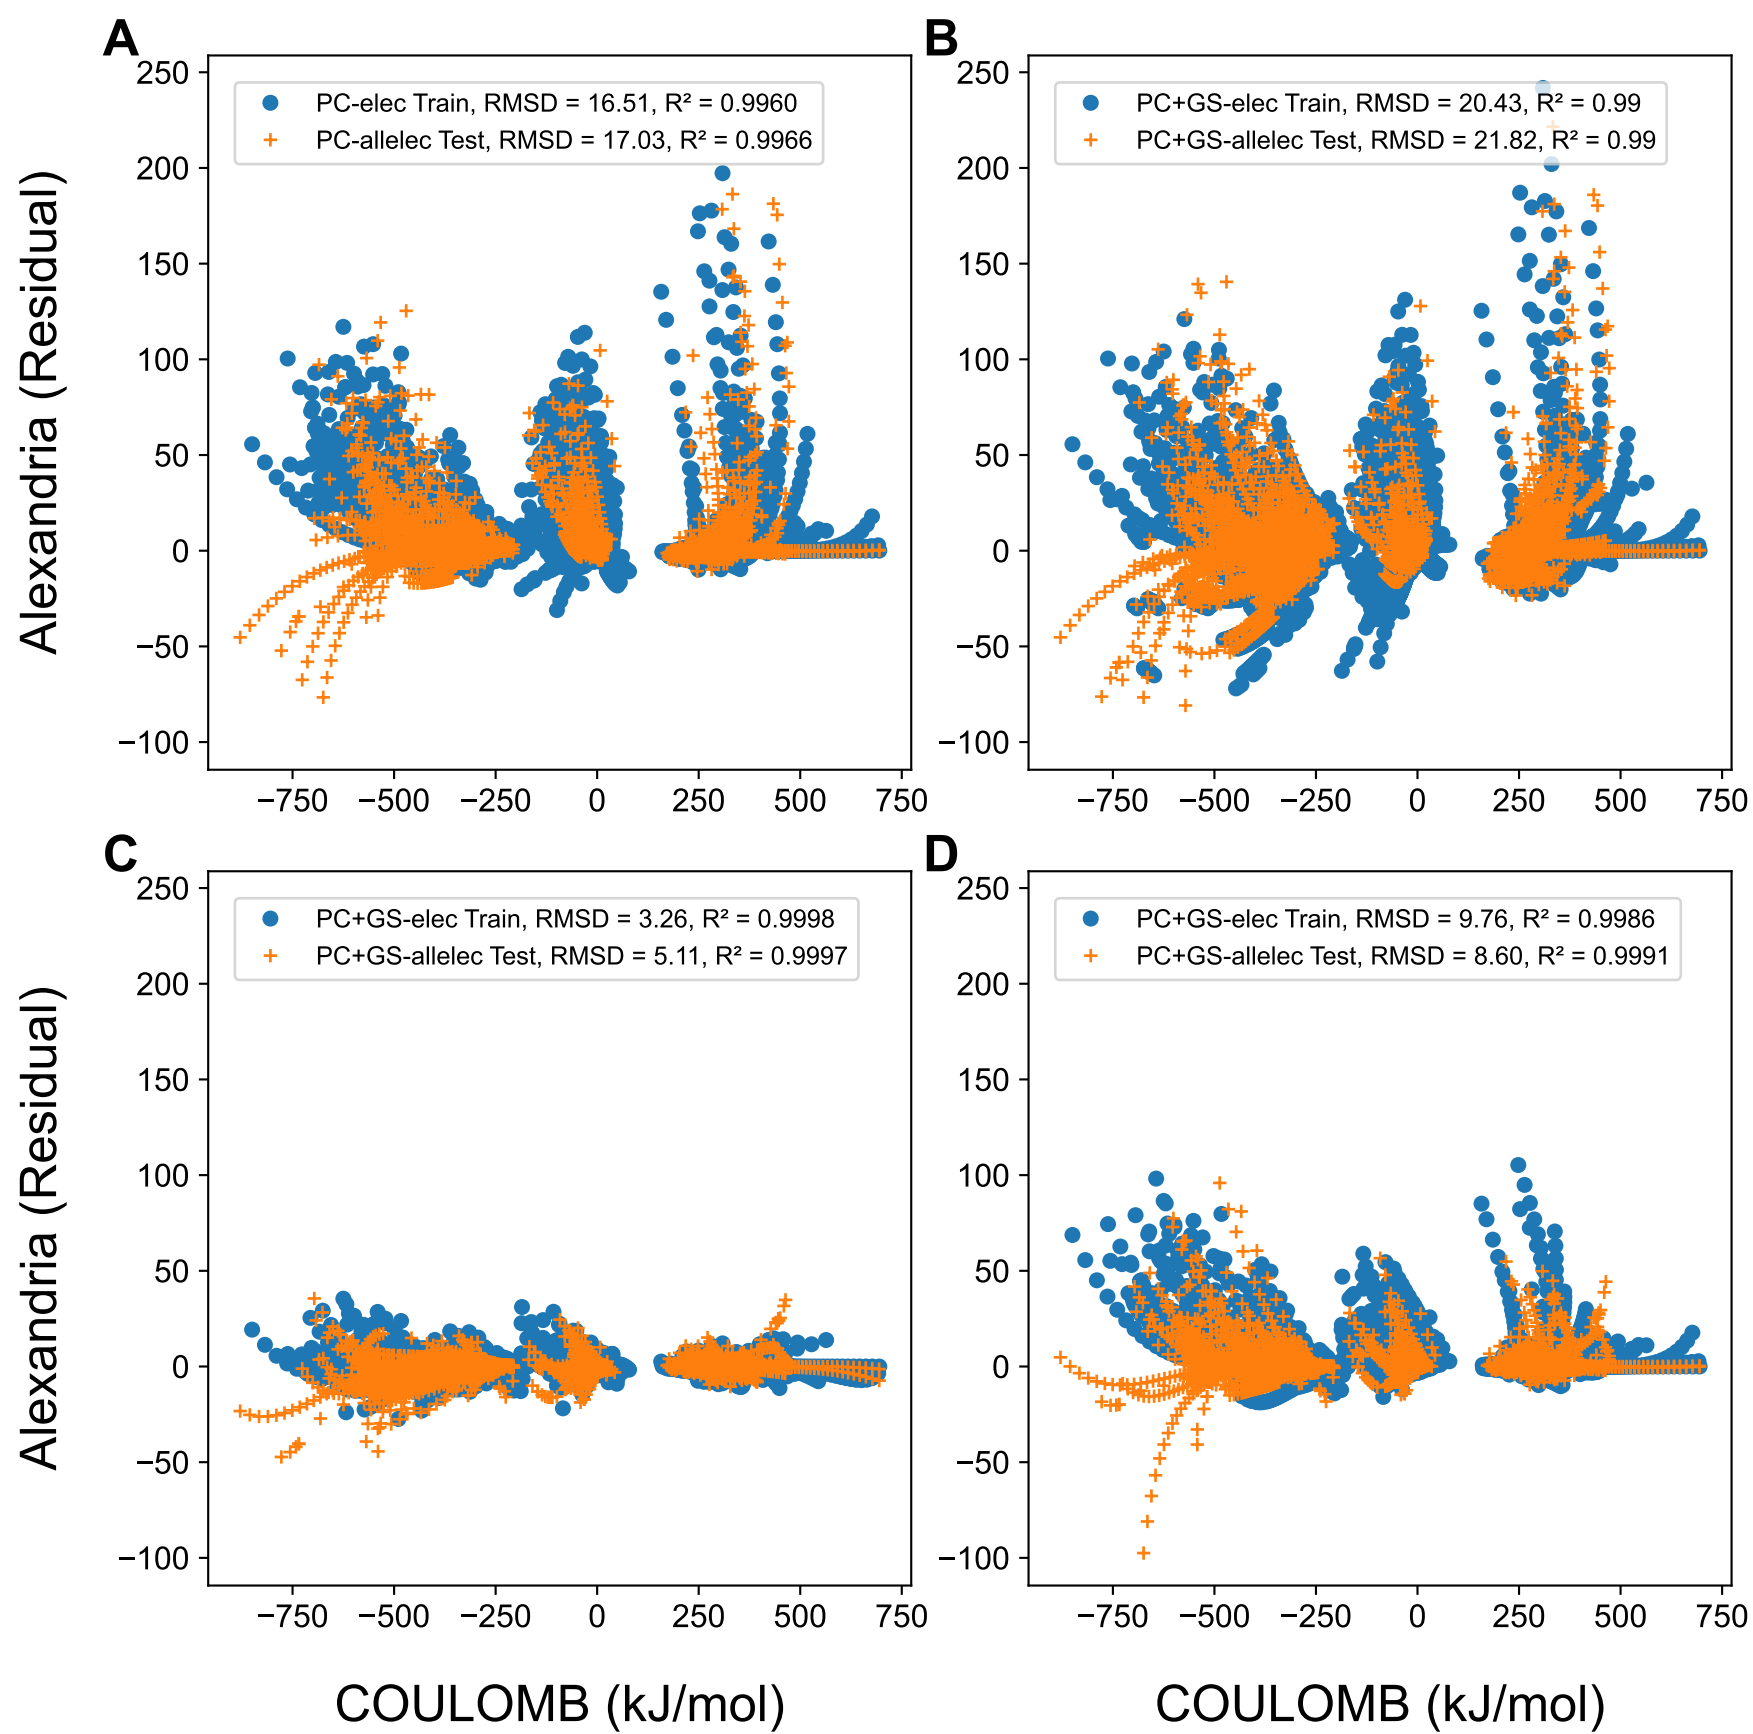 A
B
Alexandria (Residual)
250
200
150
100
50
0
−50
−100
PC-elec Train, RMSD = 16.51, R² = 0.9960
PC-allelec Test, RMSD = 17.03, R² = 0.9966
−750 −500 −250 0 250 500 750
250
200
150
100
50
0
−50
−100
PC+GS-elec Train, RMSD = 20.43, R² = 0.99
PC+GS-allelec Test, RMSD = 21.82, R² = 0.99
−750 −500 −250 0 250 500 750
C
D
Alexandria (Residual)
250
200
150
100
50
0
−50
−100
PC+GS-elec Train, RMSD = 3.26, R² = 0.9998
PC+GS-allelec Test, RMSD = 5.11, R² = 0.9997
−750 −500 −250 0 250 500 750
COULOMB (kJ/mol)
250
200
150
100
50
0
−50
−100
PC+GS-elec Train, RMSD = 9.76, R² = 0.9986
PC+GS-allelec Test, RMSD = 8.60, R² = 0.9991
−750 −500 −250 0 250 500 750
COULOMB (kJ/mol)